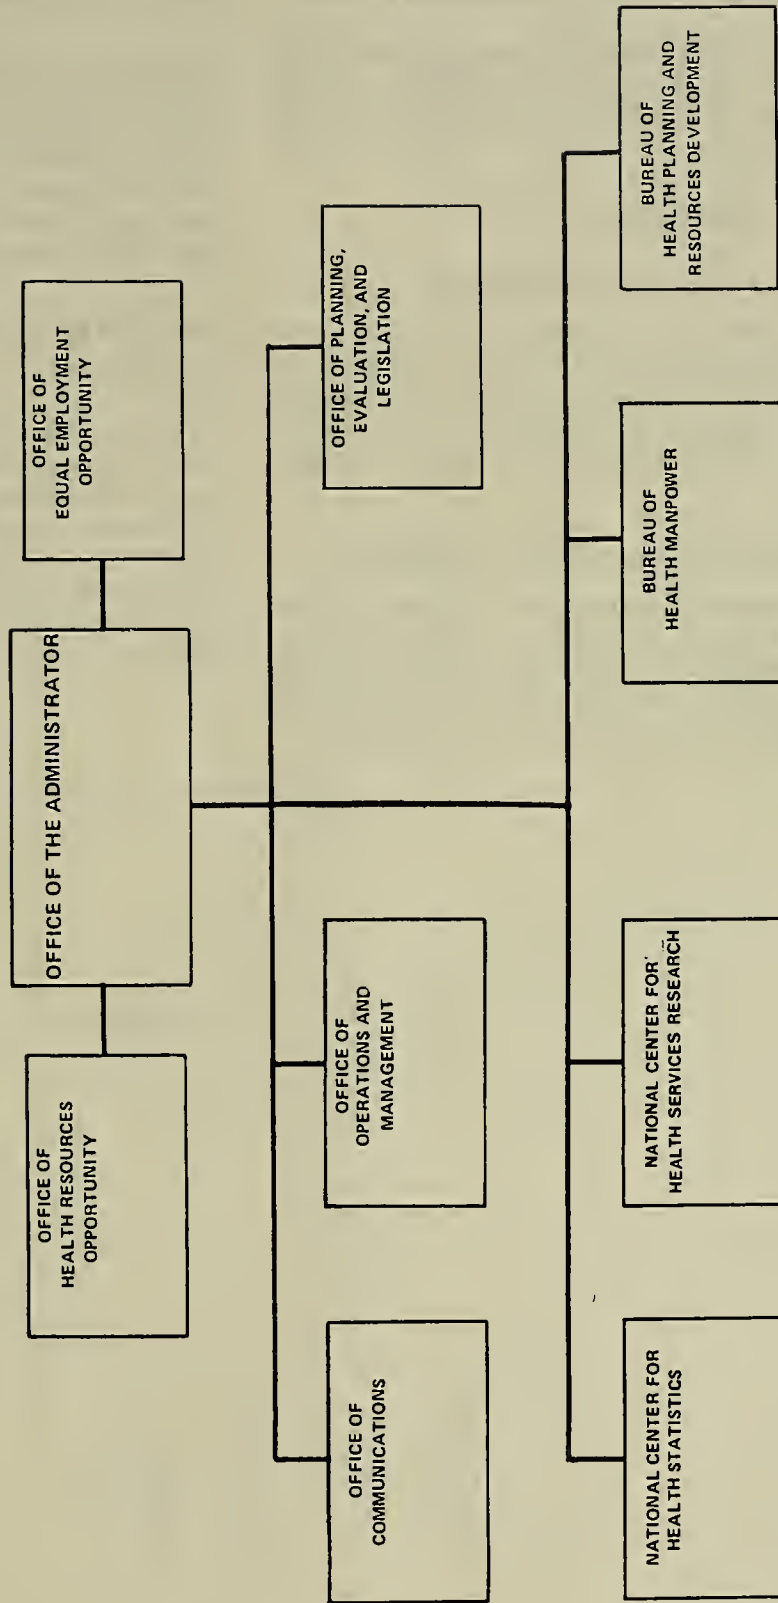 OFFICE OF
HEALTH RESOURCES
OPPORTUNITY
OFFICE OF THE ADMINISTRATOR
OFFICE OF
EQUAL EMPLOYMENT
OPPORTUNITY
OFFICE OF
COMMUNICATIONS
OFFICE OF
OPERATIONS AND
MANAGEMENT
OFFICE OF PLANNING,
EVALUATION, AND
LEGISLATION
NATIONAL CENTER FOR
HEALTH STATISTICS
NATIONAL CENTER FOR
HEALTH SERVICES RESEARCH
BUREAU OF
HEALTH MANPOWER
BUREAU OF
HEALTH PLANNING AND
RESOURCES DEVELOPMENT